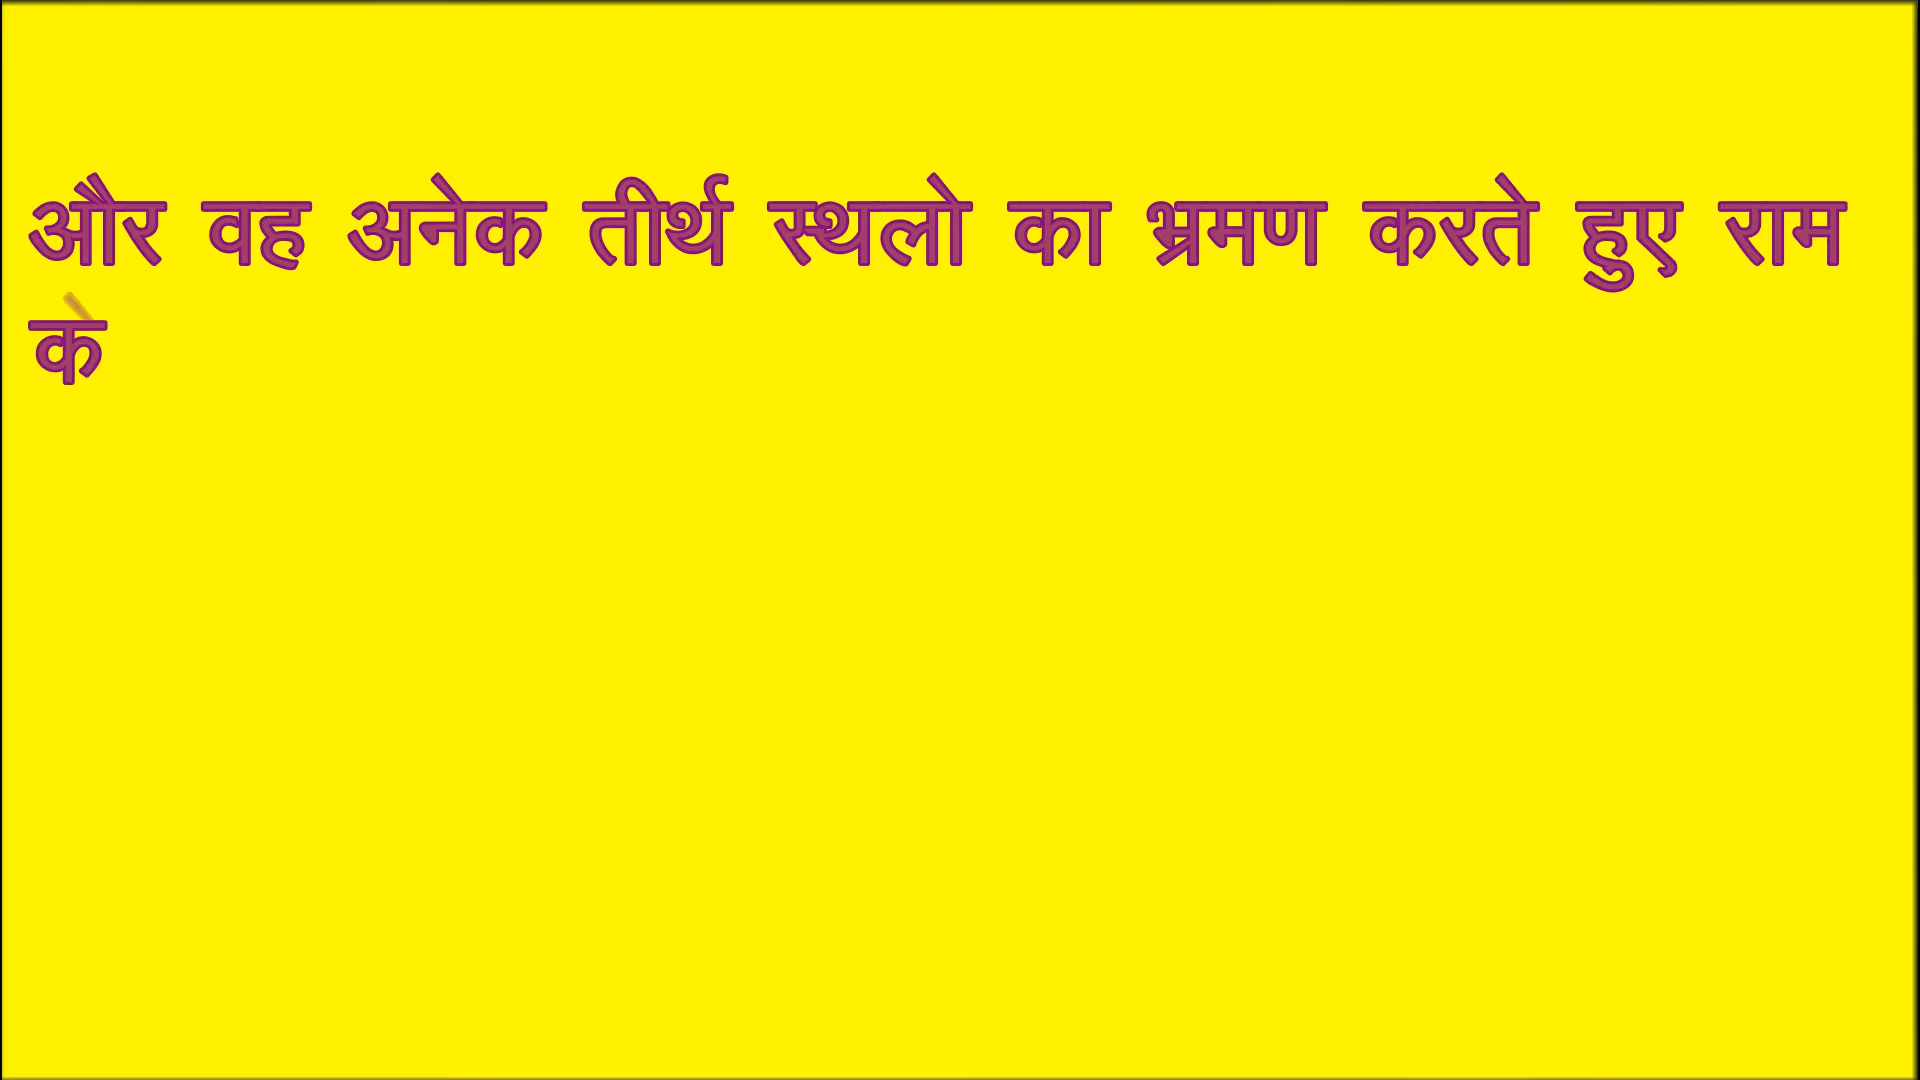 और वह अनेक तीर्थ स्थलो का भ्रमण करते हुए राम
के